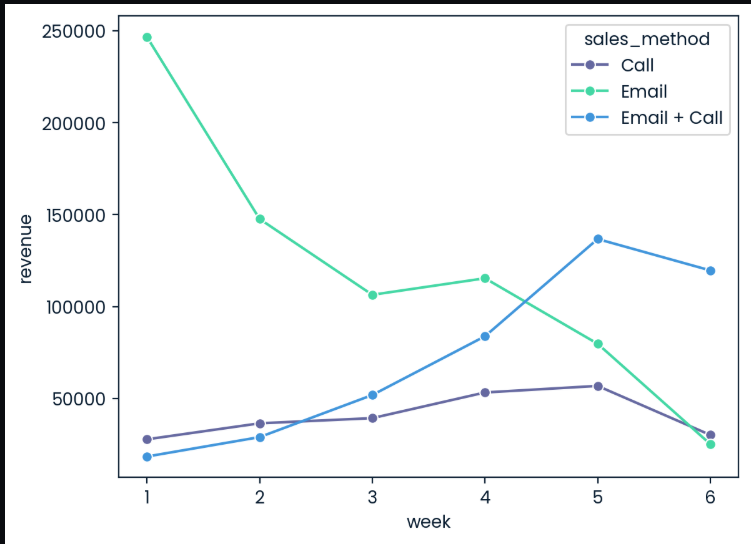 250000
200000
150000
100000
50000
revenue
sales_method
Call
Email
Email + Call
1 2 3 4 5 6
week